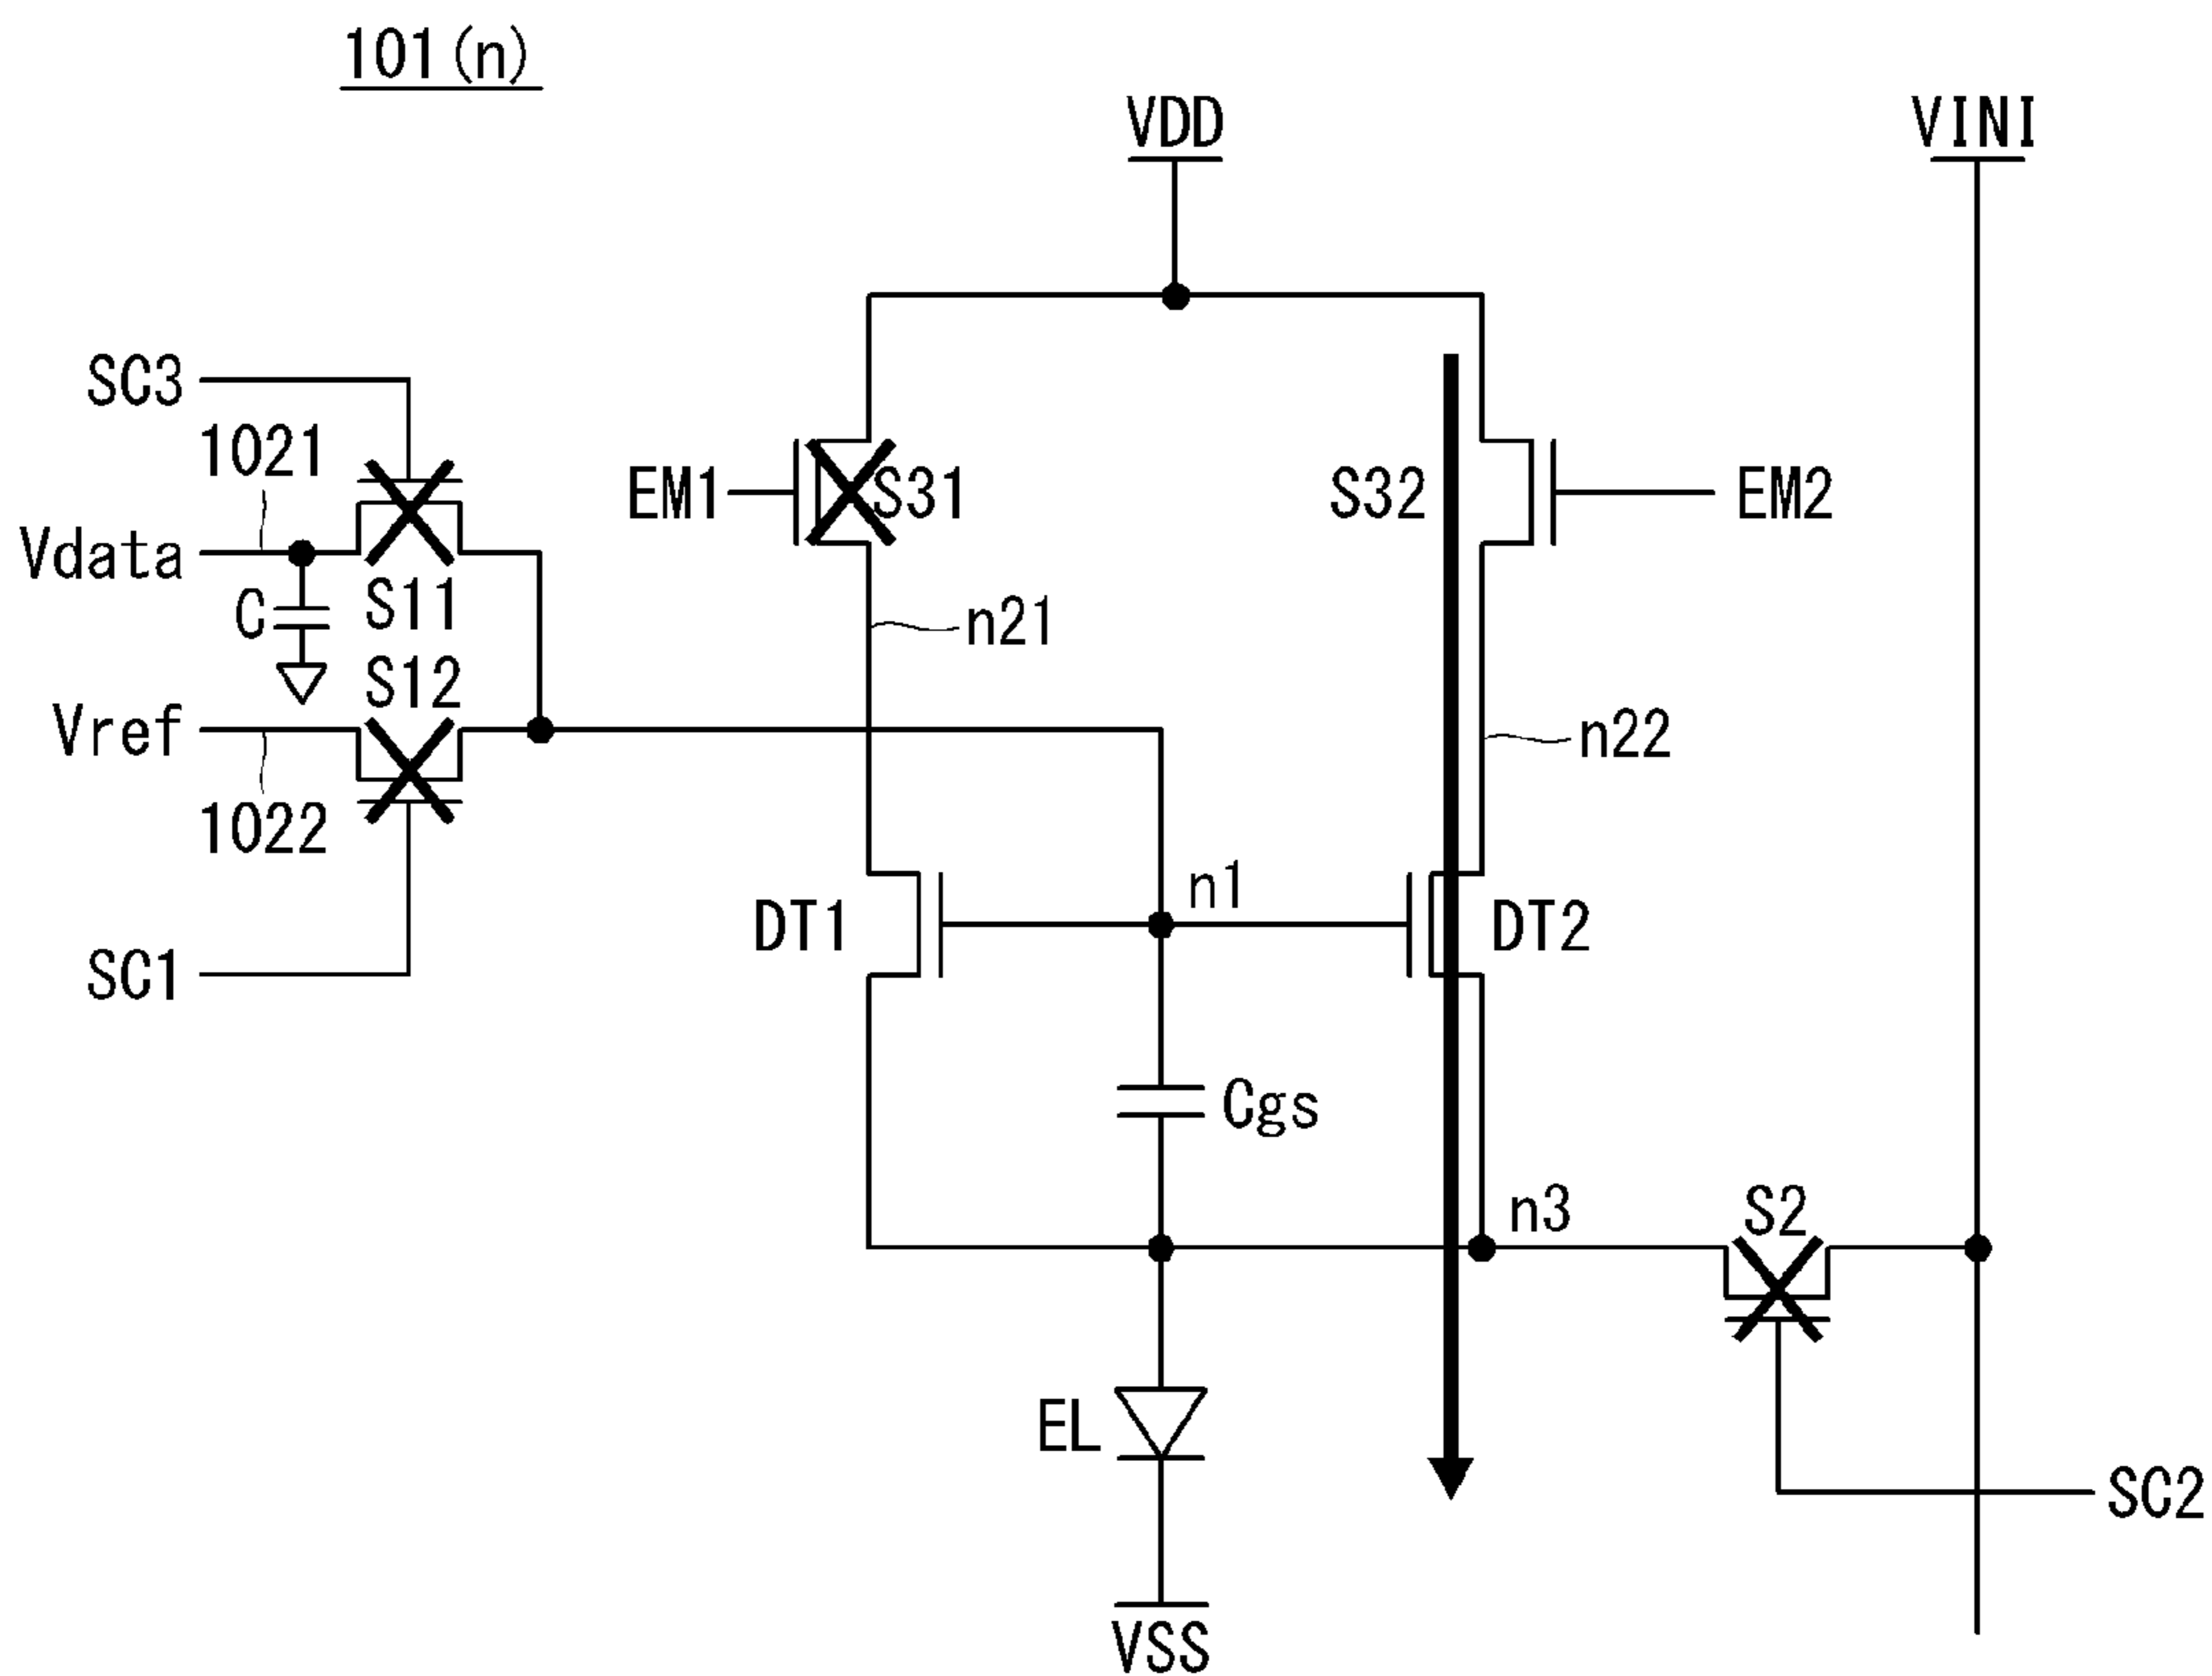 101(n)
VDD
VINI
SC3
1021
EM1
S31
S32
EM2
Vdata
C
S11
n21
S12
Vref
n22
1022
n1
DT1
DT2
SC1
Cgs
n3
S2
EL
SC2
VSS